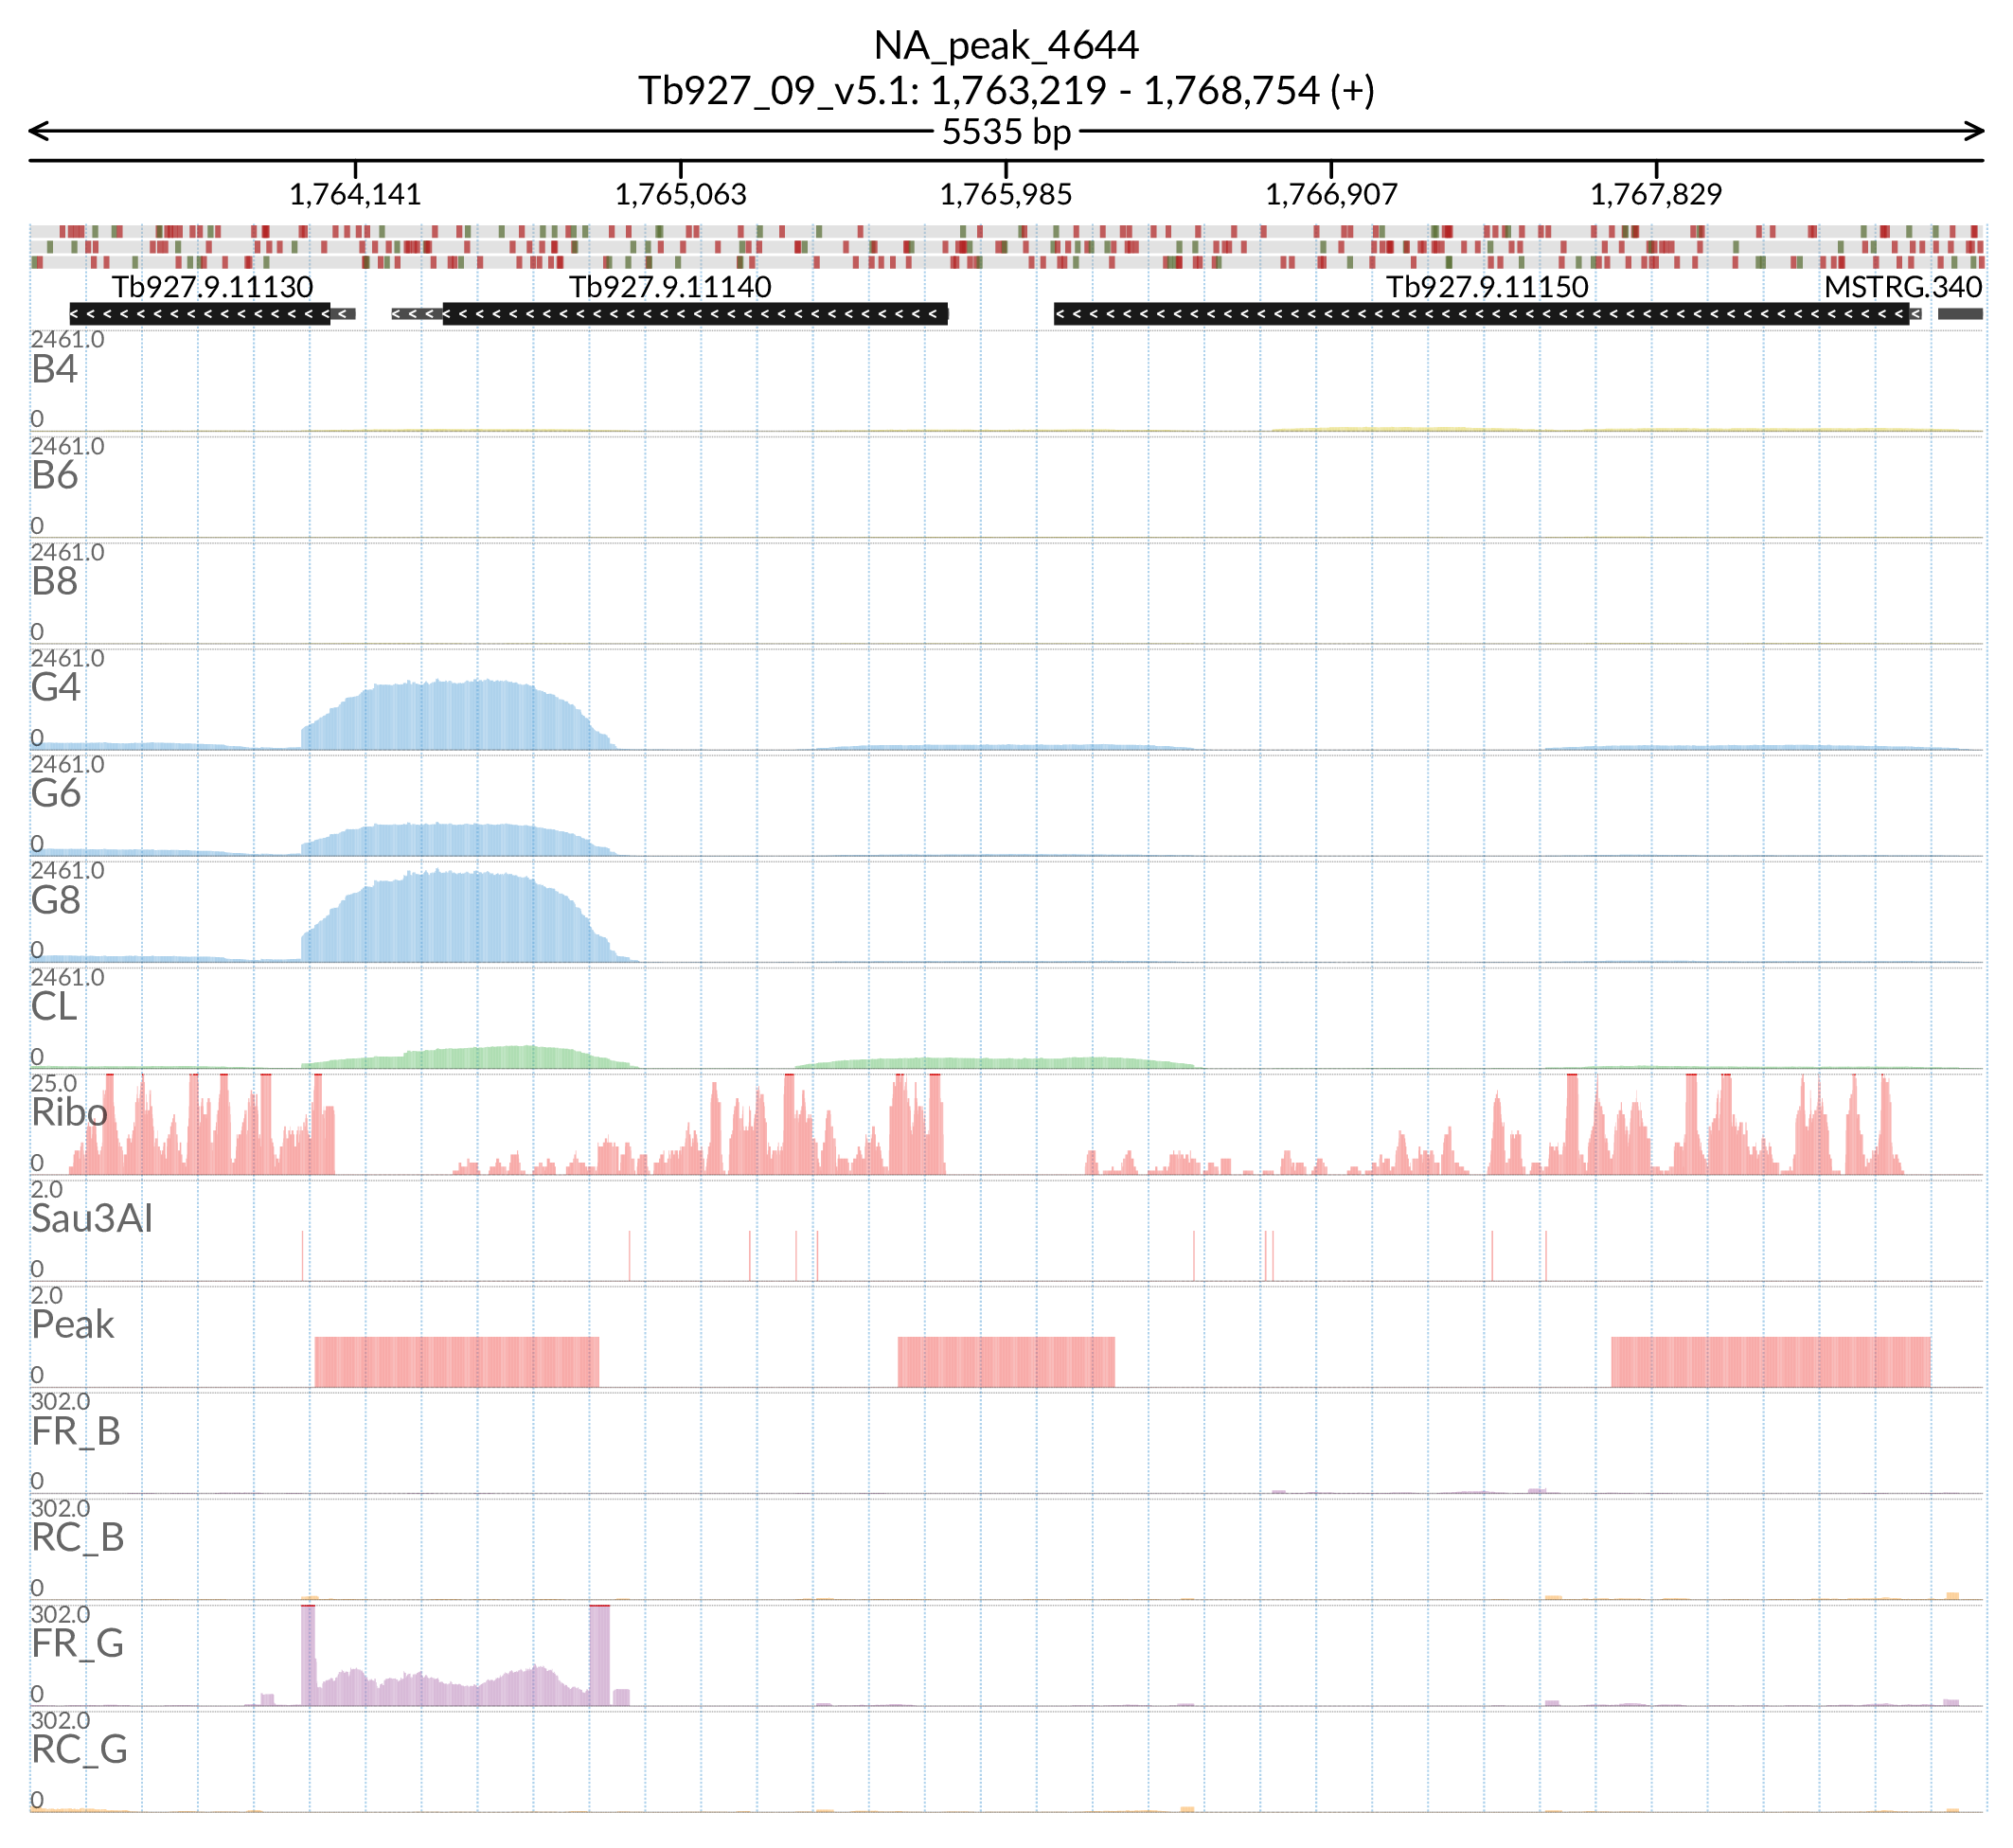 NA_peak_4644
Tb927_09_v5.1: 1,763,219 - 1,768,754 (+)
5535 bp
1,764,141 1,765,063 1,765,985 1,766,907 1,767,829
Tb927.9.11130 Tb927.9.11140 Tb927.9.11150 MSTRG.340
2461.0
B4
0
2461.0
B6
0
2461.0
B8
0
2461.0
G4
0
2461.0
G6
0
2461.0
G8
0
2461.0
CL
0
25.0
Ribo
0
2.0
Sau3AI
0
2.0
Peak
0
302.0
FR_B
0
302.0
RC_B
0
302.0
FR_G
0
302.0
RC_G
0